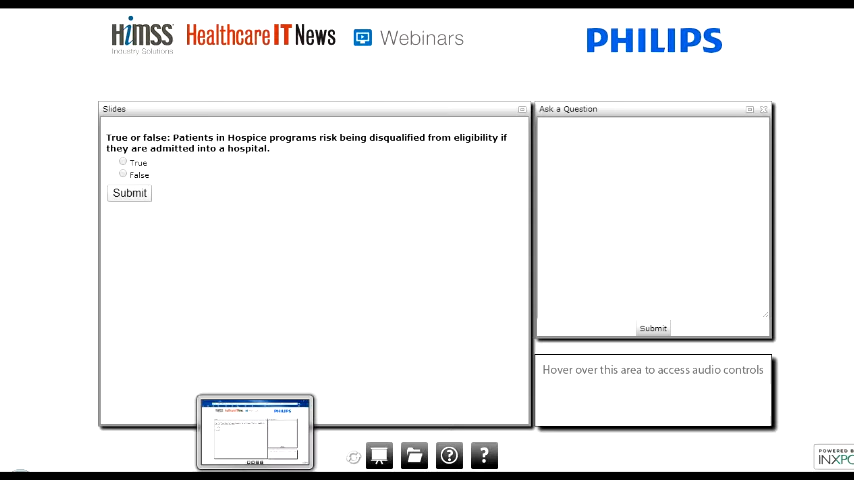 HiMSS
Industry Solutions
Healthcare IT News
Webinars
PHILIPS
Slides
True or false: Patients in Hospice programs risk being disqualified from eligibility if
they are admitted into a hospital.
True
False
Submit
Ask a Question
Submit
Hover over this area to access audio controls
PHILIPS
POWERED B
INXPO